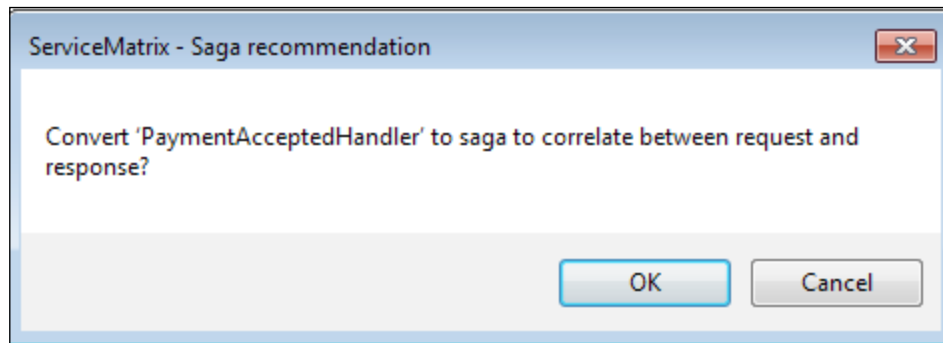 ServiceMatrix - Saga recommendation
Convert ‘PaymentAcceptedHandler’ to saga to correlate between request and
response?
OK
Cancel